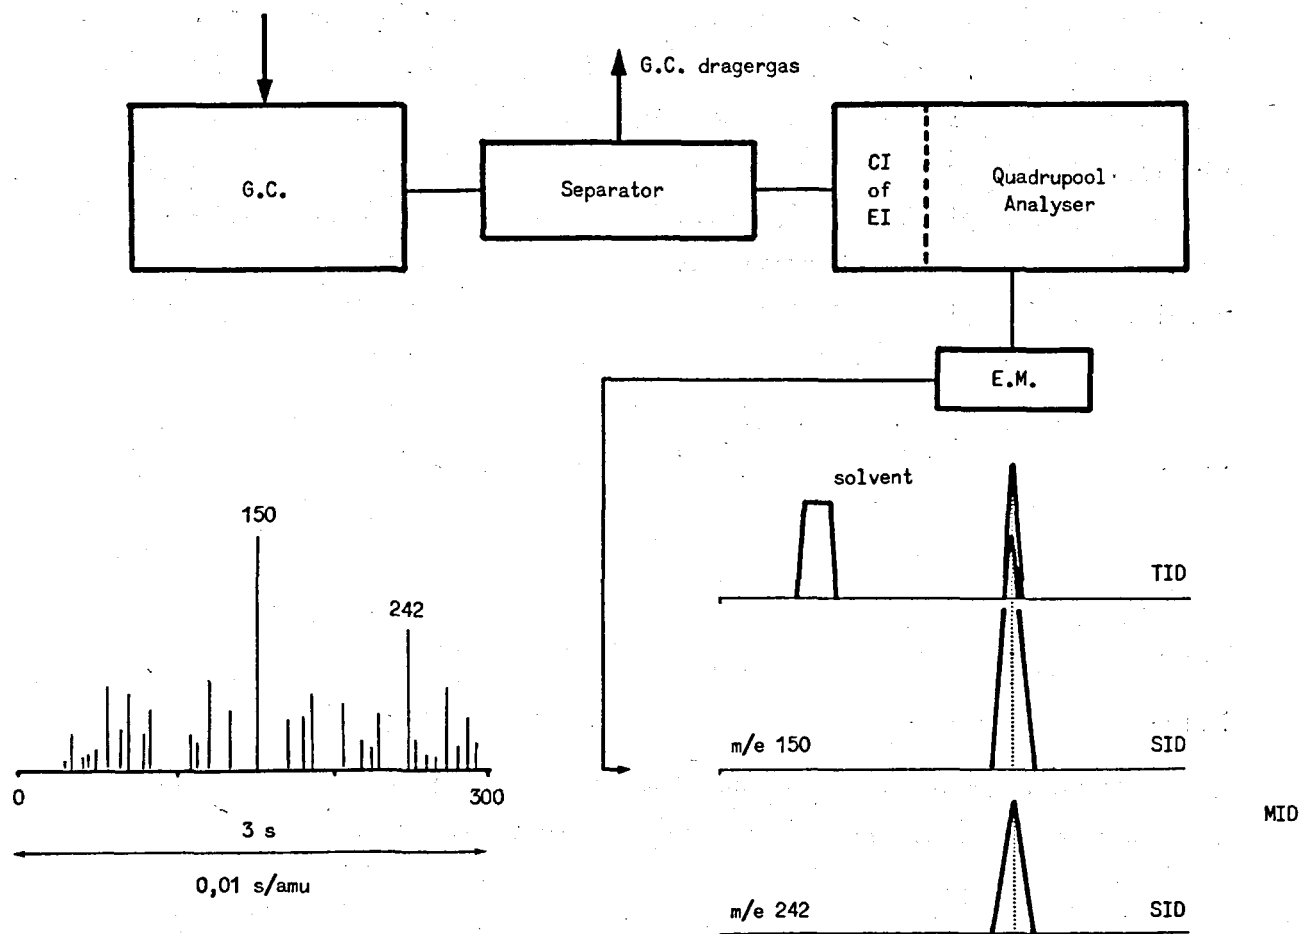 G.C. dragergas
G.C.
Separator
CI
of
EI
Quadrupool
Analyser
E.M.
solvent
150
TID
242
m/e 150
SID
0
300
3 s
MID
0,01 s/amu
m/e 242
SID